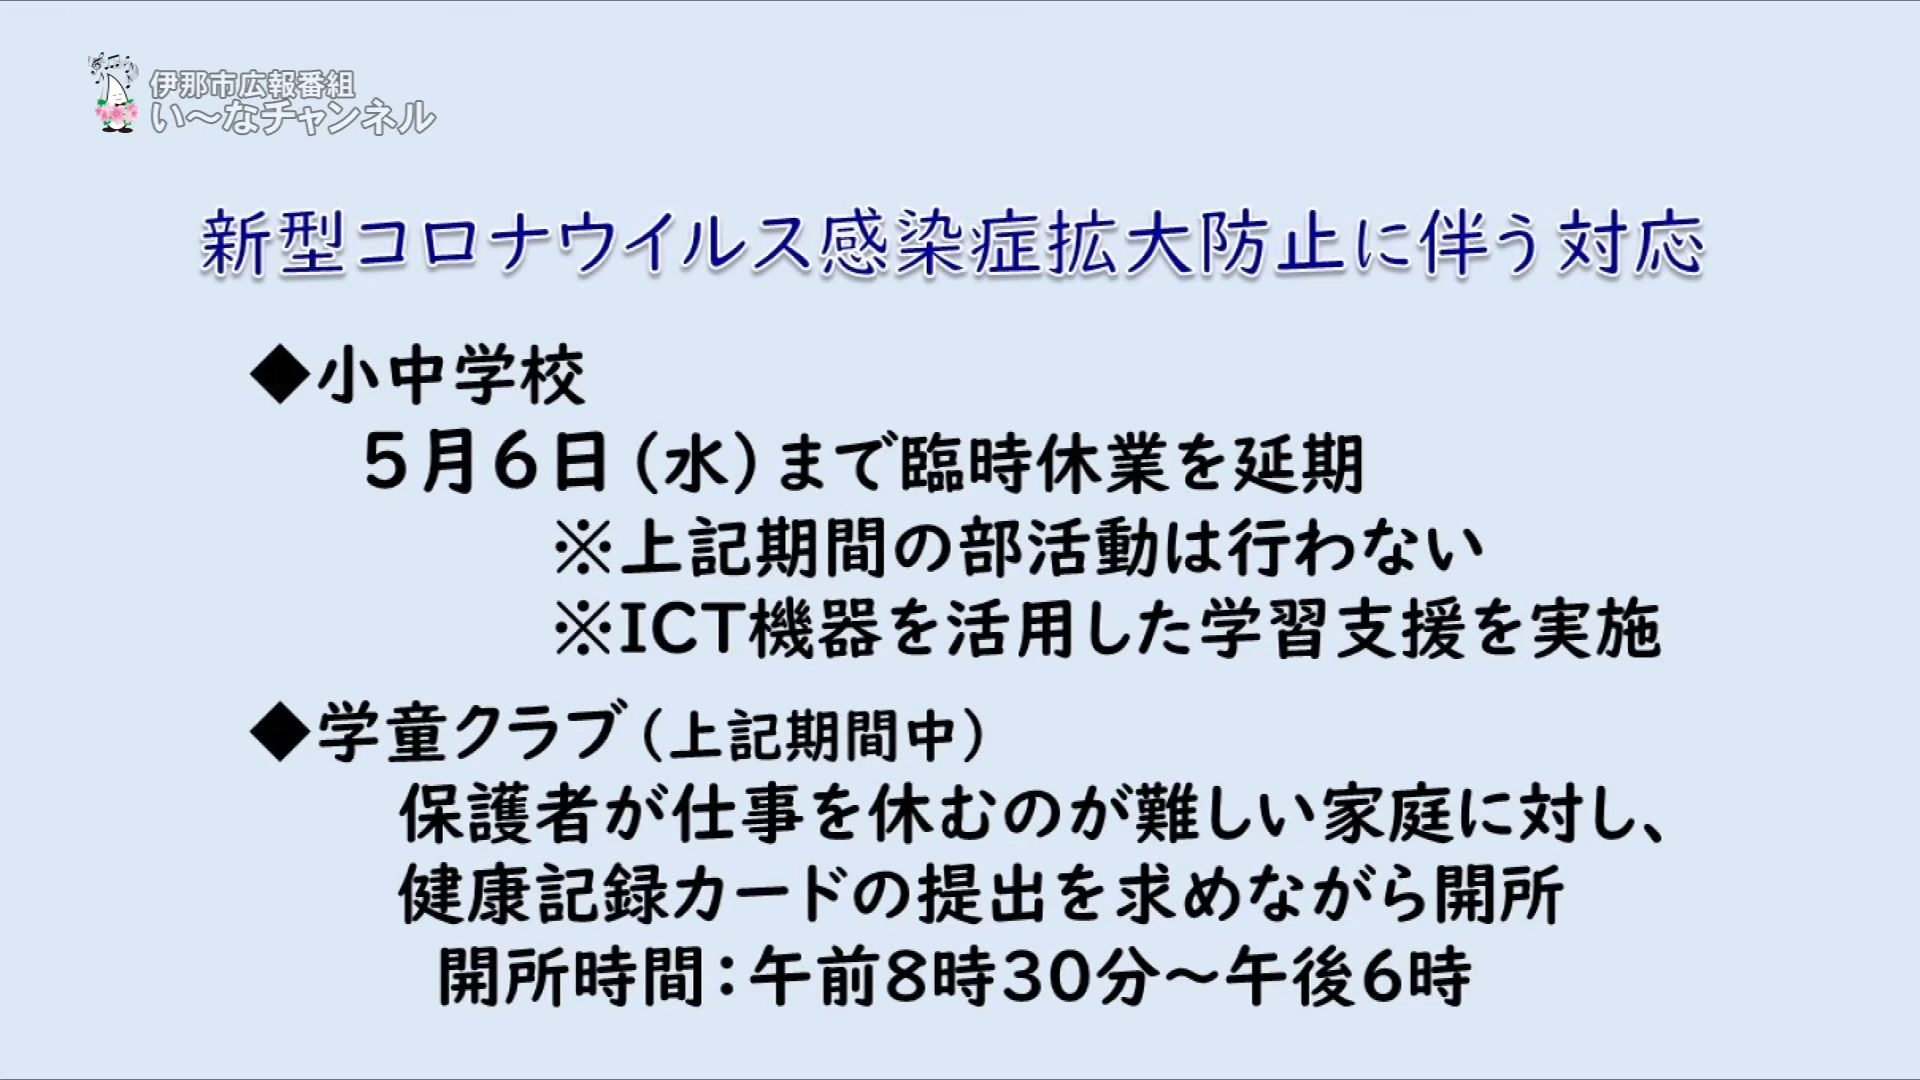 伊那市広報番組
い～なチャンネル
新型コロナウイルス感染症拡大防止に伴う対応
◆小中学校
５月６日（水）まで臨時休業を延期
※上記期間の部活動は行わない
※ICT機器を活用した学習支援を実施
◆学童クラブ（上記期間中）
保護者が仕事を休むのが難しい家庭に対し、
健康記録カードの提出を求めながら開所
開所時間：午前8時30分～午後6時